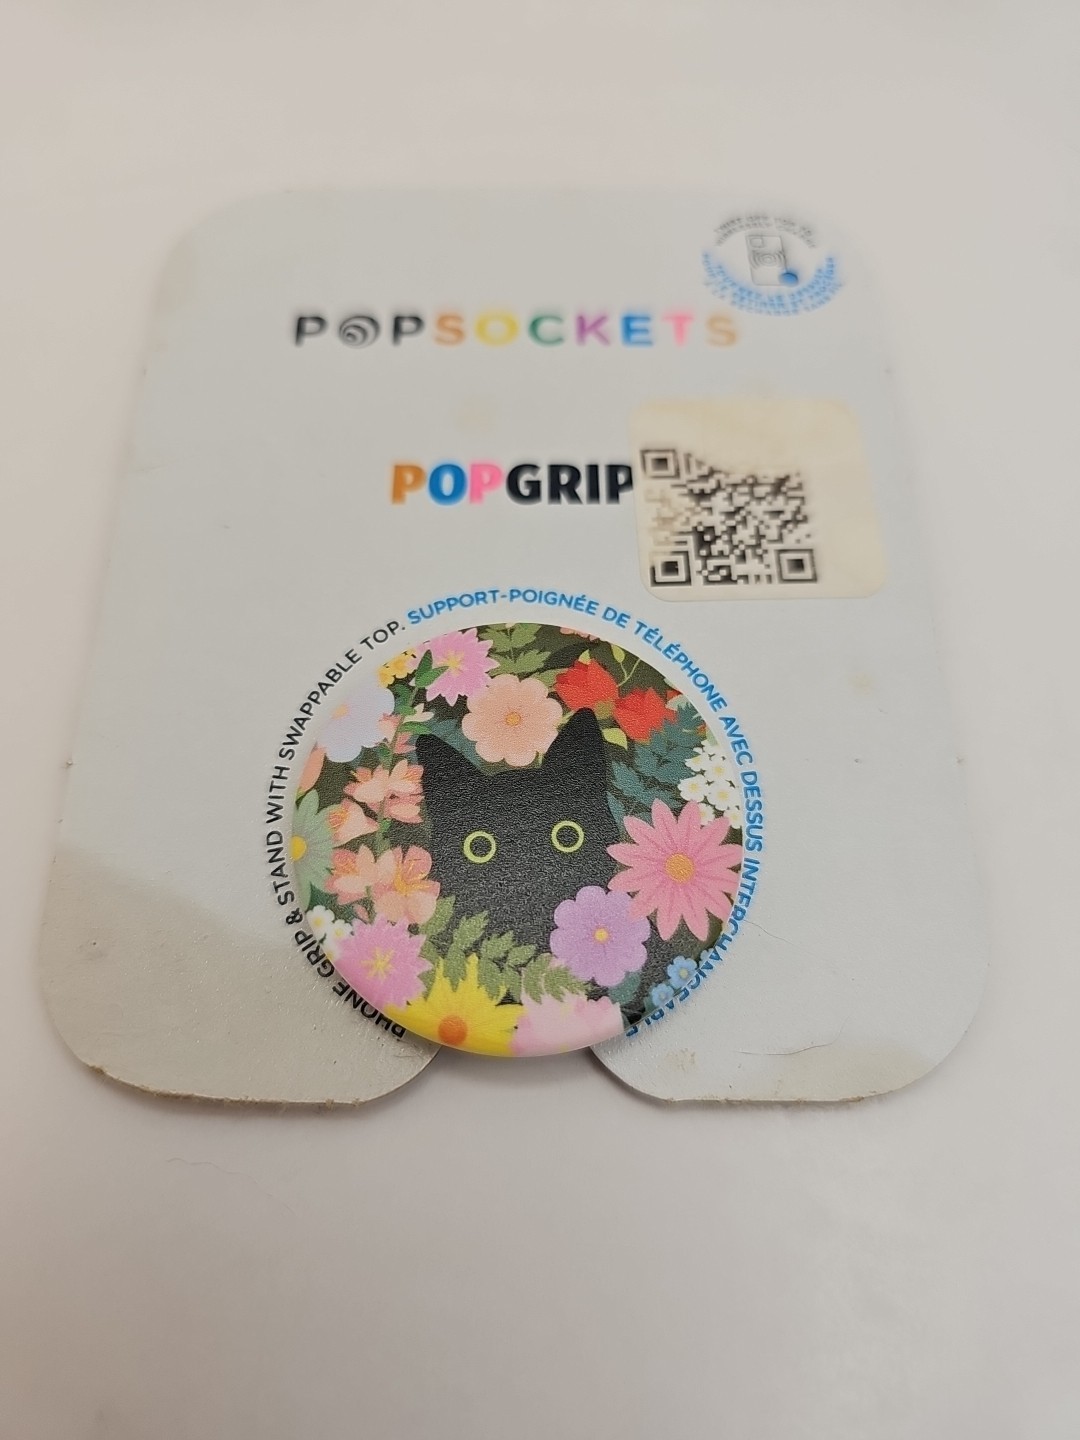 POPSOCKETS
POPGRIP
PHONE GRIP & STAND WITH SWAPPABLE TOP. SUPPORT-POIGNÉE DE TÉLÉPHONE AVEC DESSUS INTERCHANGEABLE